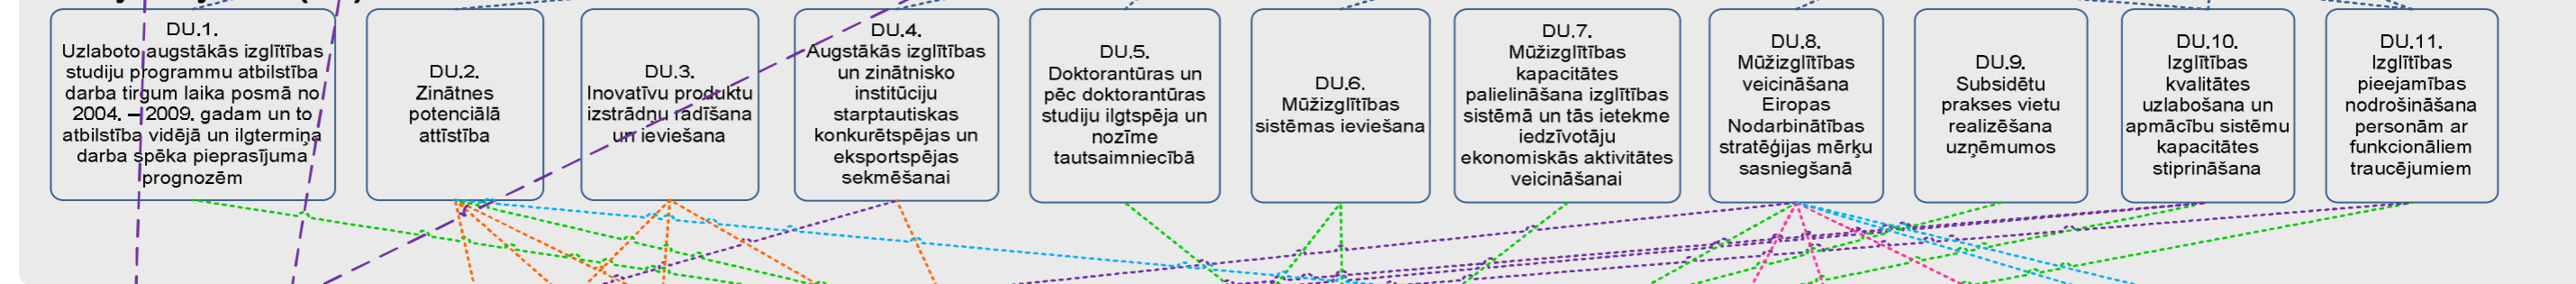 DU.1.
Uzlaboto augstākās izglītības
studiju programmu atbilstība
darba tirgum laika posmā no
2004. – 2009. gadam un to
atbilstība vidējā un ilgtermiņa
darba spēka pieprasījuma
prognozēm
DU.2.
Zinātnes
potenciālā
attīstība
DU.3.
Inovatīvu produktu
izstrādņu radīšana
un ieviešana
DU.4.
Augstākās izglītības
un zinātnisko
institūciju
starptautiskas
konkurētspējas un
eksportspējas
sekmēšanai
DU.5.
Doktorantūras un
pēc doktorantūras
studiju ilgtspēja un
nozīme
tautsaimniecībā
DU.6.
Mūžizglītības
sistēmas ieviešana
DU.7.
Mūžizglītības
kapacitātes
palielināšana izglītības
sistēmā un tās ietekme
iedzīvotāju
ekonomiskās aktivitātes
veicināšanai
DU.8.
Mūžizglītības
veicināšana
Eiropas
Nodarbinātības
stratēģijas mērķu
sasniegšanā
DU.9.
Subsidētu
prakses vietu
realizēšana
uzņēmumos
DU.10.
Izglītības
kvalitātes
uzlabošana un
apmācību sistēmu
kapacitātes
stiprināšana
DU.11.
Izglītības
pieejamības
nodrošināšana
personām ar
funkcionāliem
traucējumiem